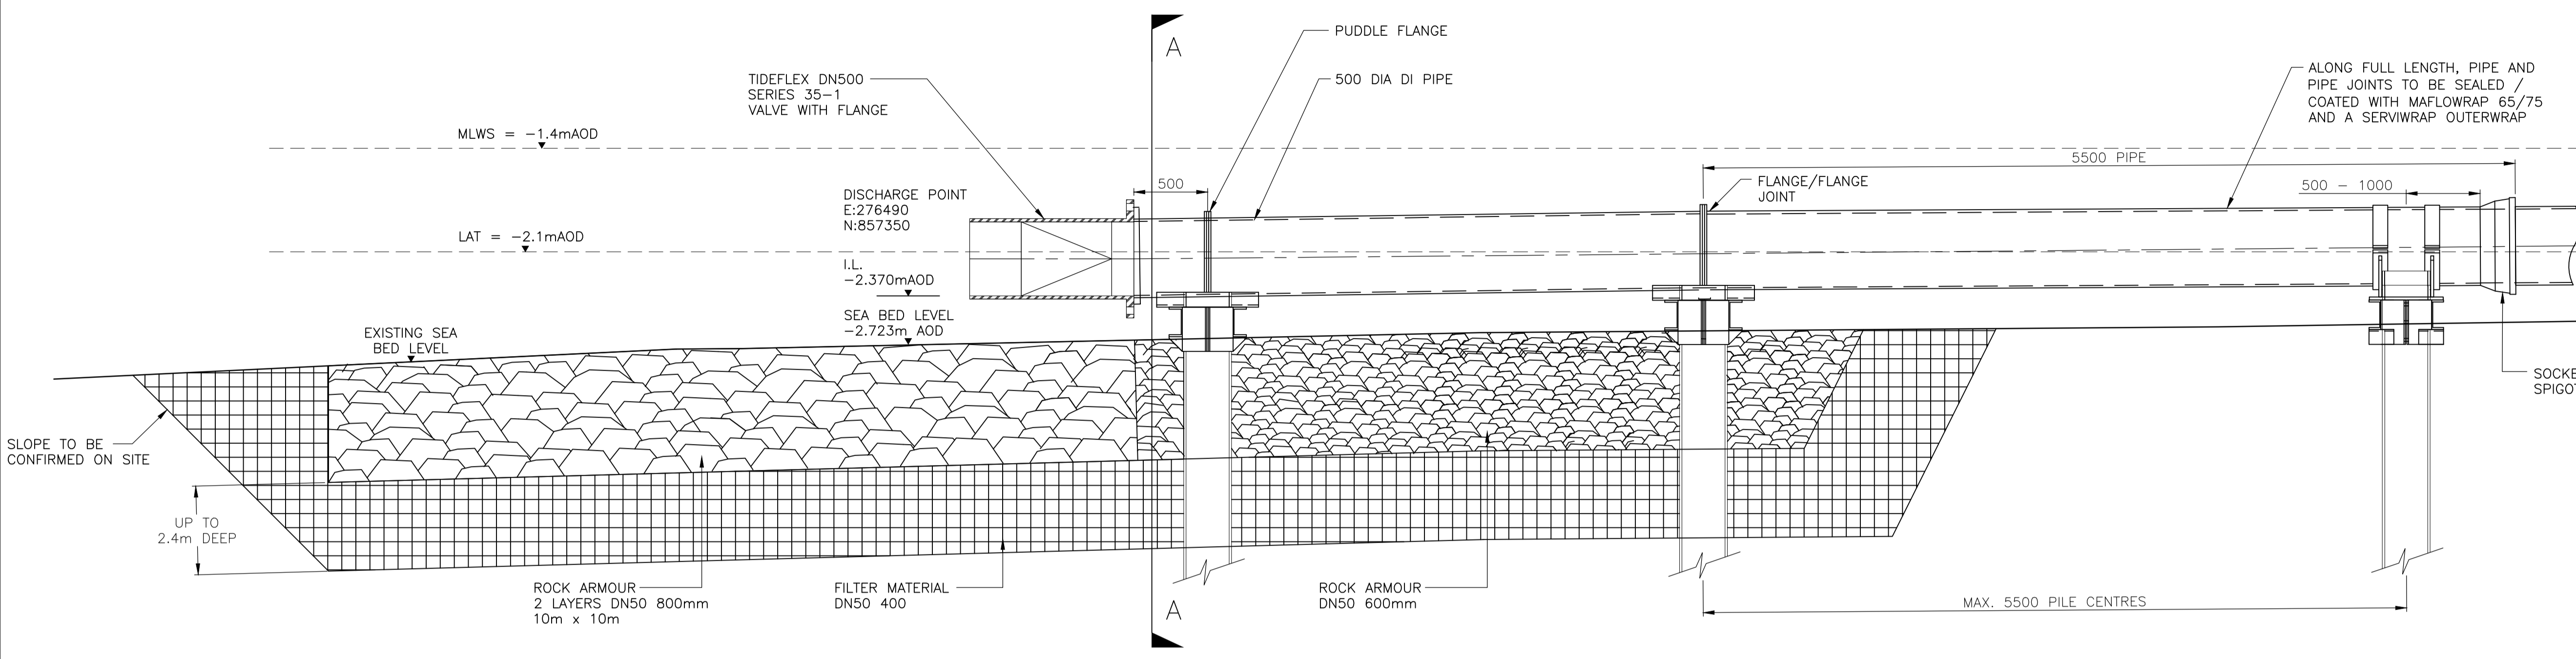 A
PUDDLE FLANGE
500 DIA DI PIPE
TIDEFLEX DN500
SERIES 35-1
VALVE WITH FLANGE
ALONG FULL LENGTH, PIPE AND
PIPE JOINTS TO BE SEALED /
COATED WITH MAFLOWRAP 65/75
AND A SERVIWRAP OUTERWRAP
MLWS = -1.4mAOD
5500 PIPE
500
FLANGE/FLANGE
JOINT
500 - 1000
DISCHARGE POINT
E:276490
N:857350
LAT = -2.1mAOD
I.L.
-2.370mAOD
SEA BED LEVEL
-2.723m AOD
EXISTING SEA
BED LEVEL
SLOPE TO BE
CONFIRMED ON SITE
UP TO
2.4m DEEP
ROCK ARMOUR
2 LAYERS DN50 800mm
10m x 10m
FILTER MATERIAL
DN50 400
A
ROCK ARMOUR
DN50 600mm
MAX. 5500 PILE CENTRES
SOCKE
SPIGOT